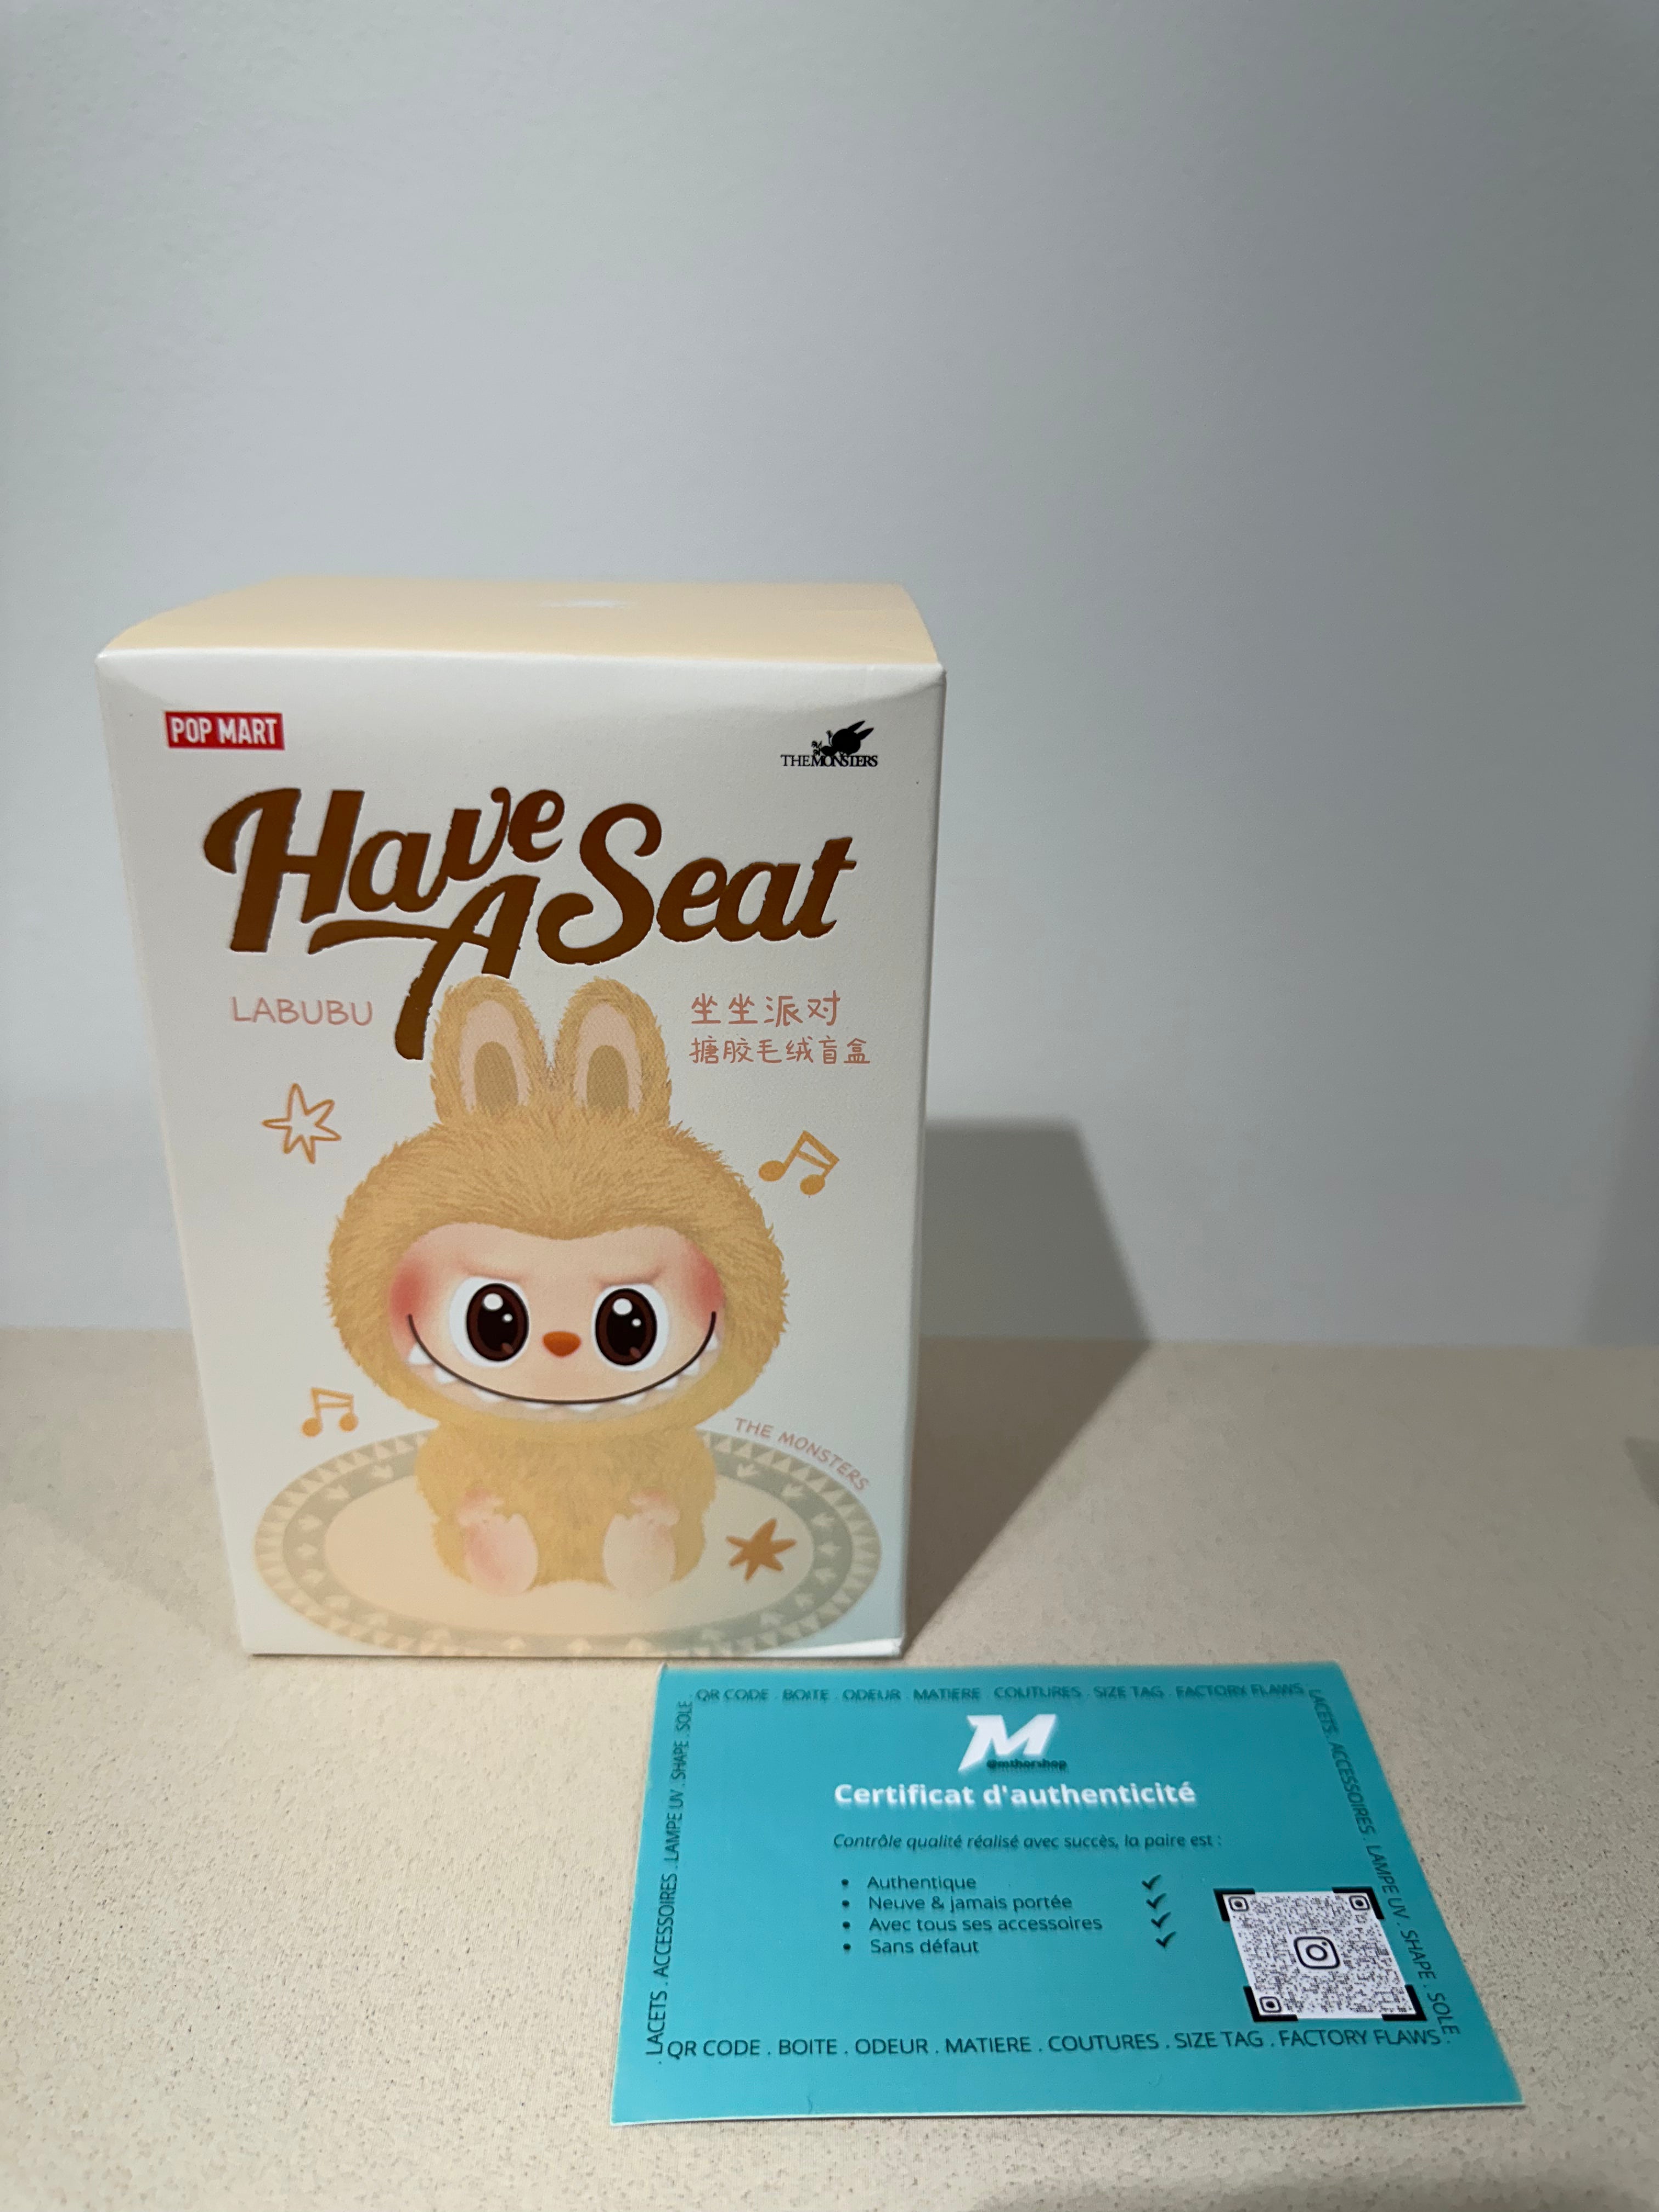 POP MART
THE MONSTERS
Have A Seat
LABUBU
坐坐派对
搪胶毛绒盲盒
THE MONSTERS
QR CODE . BOITE . ODEUR . MATIERE . COUTURES . SIZE TAG . FACTORY FLAWS
LACETS . ACCESSOIRES . LAMPE UV . SHAPE . SOLE .
. LACETS . ACCESSOIRES . LAMPE UV . SHAPE . SOLE .
M
@mthorshop
Certificat d'authenticité
Contrôle qualité réalisé avec succès, la paire est :
• Authentique
• Neuve & jamais portée
• Avec tous ses accessoires
• Sans défaut
QR CODE . BOITE . ODEUR . MATIERE . COUTURES . SIZE TAG . FACTORY FLAWS